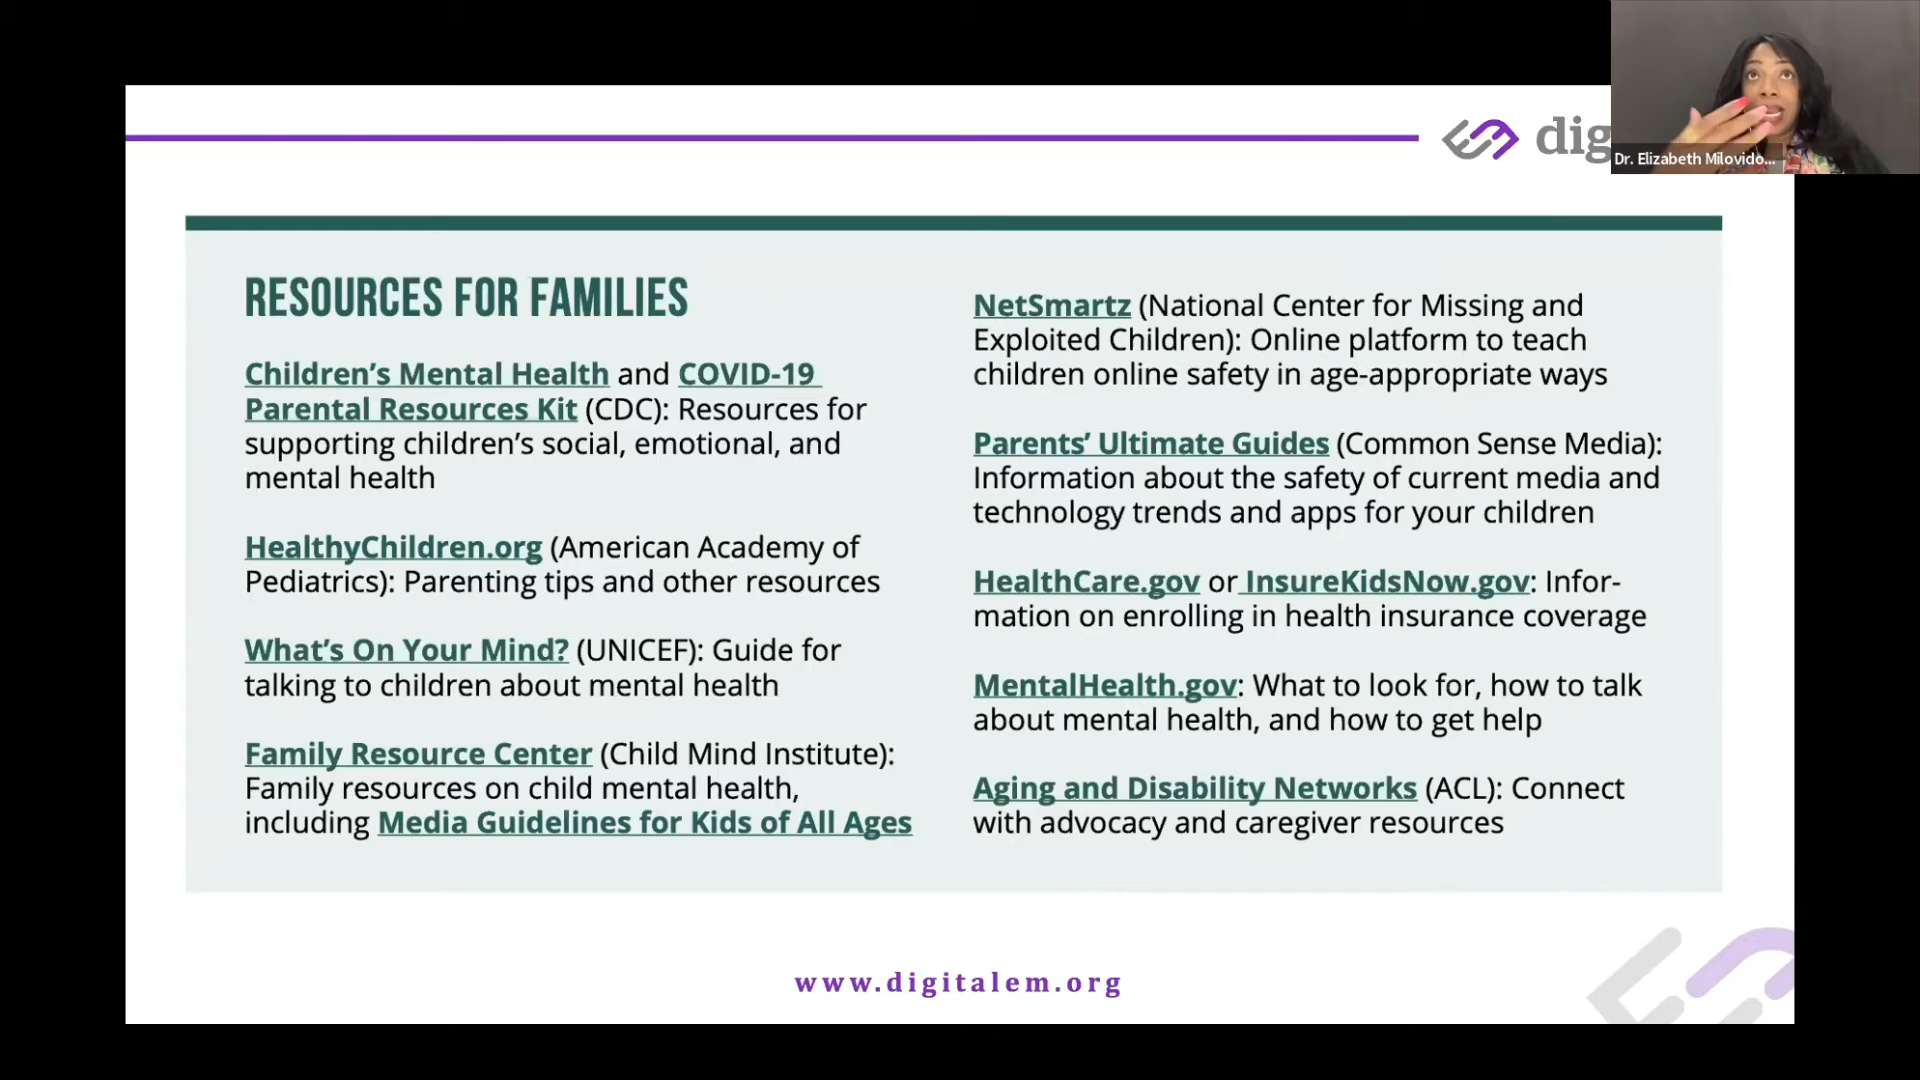 dig
Dr. Elizabeth Milovido...
RESOURCES FOR FAMILIES
Children's Mental Health and COVID-19
Parental Resources Kit (CDC): Resources for
supporting children's social, emotional, and
mental health
HealthyChildren.org (American Academy of
Pediatrics): Parenting tips and other resources
What's On Your Mind? (UNICEF): Guide for
talking to children about mental health
Family Resource Center (Child Mind Institute):
Family resources on child mental health,
including Media Guidelines for Kids of All Ages
NetSmartz (National Center for Missing and
Exploited Children): Online platform to teach
children online safety in age-appropriate ways
Parents' Ultimate Guides (Common Sense Media):
Information about the safety of current media and
technology trends and apps for your children
HealthCare.gov or InsureKidsNow.gov: Infor-
mation on enrolling in health insurance coverage
MentalHealth.gov: What to look for, how to talk
about mental health, and how to get help
Aging and Disability Networks (ACL): Connect
with advocacy and caregiver resources
www.digitalem.org